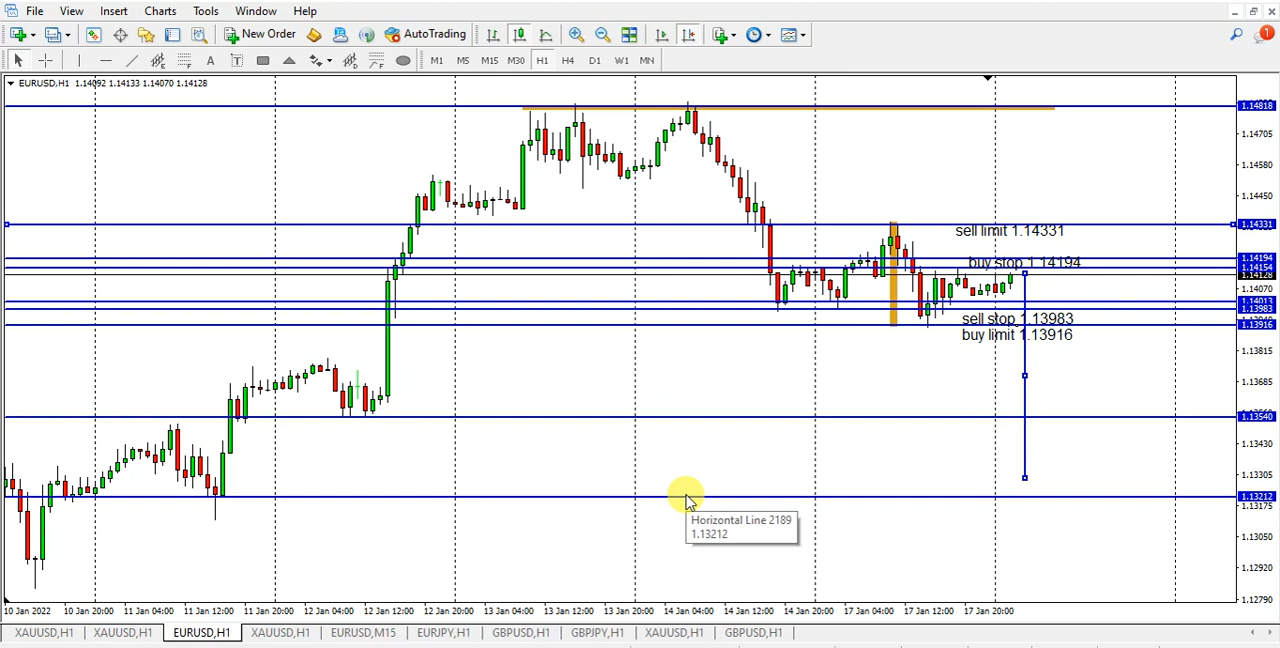 File View Insert Charts Tools Window Help
New Order AutoTrading
A T M1 M5 M15 M30 H1 H4 D1 W1 MN
EURUSD,H1 1.14092 1.14133 1.14070 1.14128
1.14818
1.14705
1.14580
1.14450
sell limit 1.14331
1.14331
buy stop 1.14194
1.14194
1.14154
1.14128
1.14070
1.14013
1.13983
sell stop 1.13983
1.13916
buy limit 1.13916
1.13815
1.13685
1.13540
1.13430
1.13305
1.13212
1.13175
Horizontal Line 2189
1.13212
1.13050
1.12920
1.12790
10 Jan 2022 10 Jan 20:00 11 Jan 04:00 11 Jan 12:00 11 Jan 20:00 12 Jan 04:00 12 Jan 12:00 12 Jan 20:00 13 Jan 04:00 13 Jan 12:00 13 Jan 20:00 14 Jan 04:00 14 Jan 12:00 14 Jan 20:00 17 Jan 04:00 17 Jan 12:00 17 Jan 20:00
XAUUSD,H1 XAUUSD,H1 EURUSD,H1 XAUUSD,H1 EURUSD,M15 EURJPY,H1 GBPUSD,H1 GBPJPY,H1 XAUUSD,H1 GBPUSD,H1